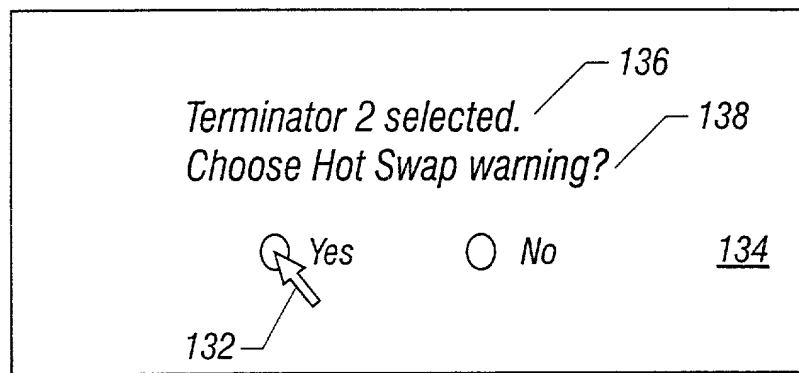 136
Terminator 2 selected.
138
Choose Hot Swap warning?
Yes No 134
132